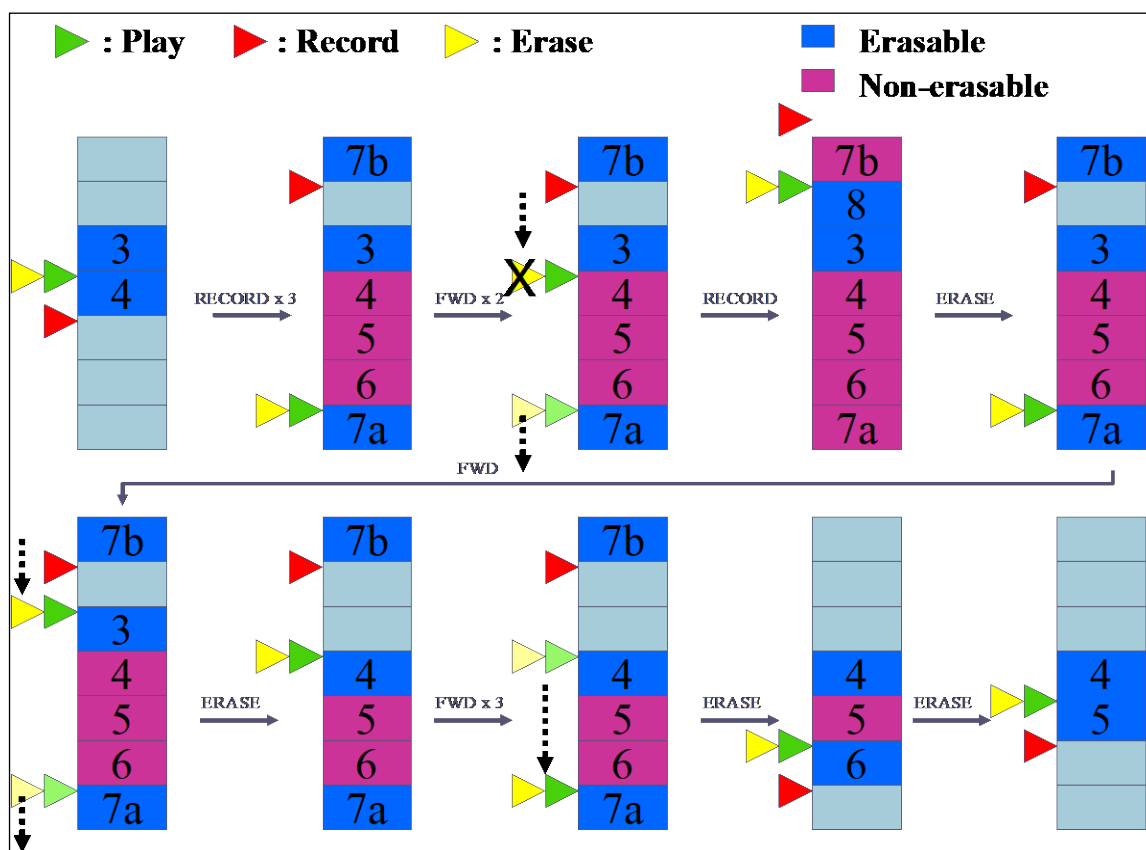 : Play : Record : Erase Erasable
Non-erasable
7b 7b 7b 7b
8
3 3 3 3 3
4 4 4 4 4
RECORD x 3 FWD x 2 RECORD ERASE
5 5 5 5
6 6 6 6
7a 7a 7a 7a
X
FWD
7b 7b 7b
3
4 4 4 4 4
ERASE FWD x 3 ERASE ERASE
5 5 5 5 5
6 6 6 6
7a 7a 7a